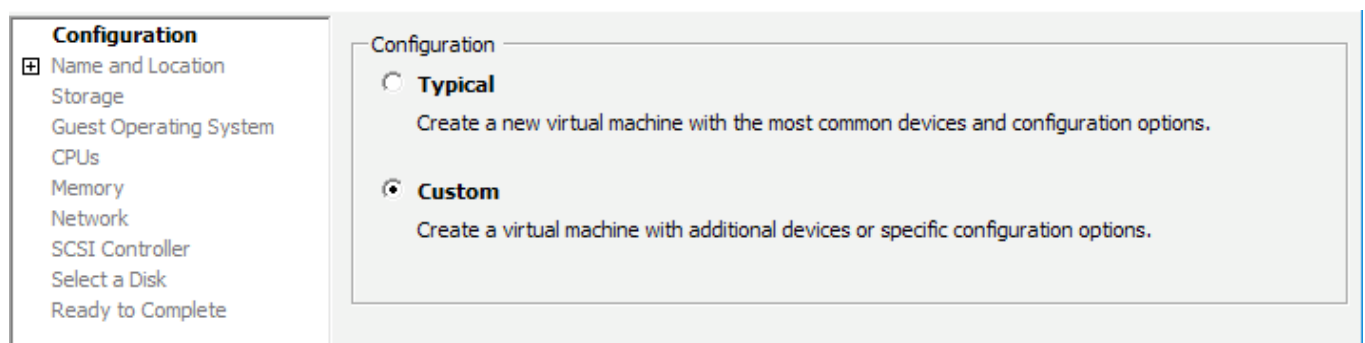 Configuration
Name and Location
Storage
Guest Operating System
CPUs
Memory
Network
SCSI Controller
Select a Disk
Ready to Complete
Configuration
Typical
Create a new virtual machine with the most common devices and configuration options.
Custom
Create a virtual machine with additional devices or specific configuration options.